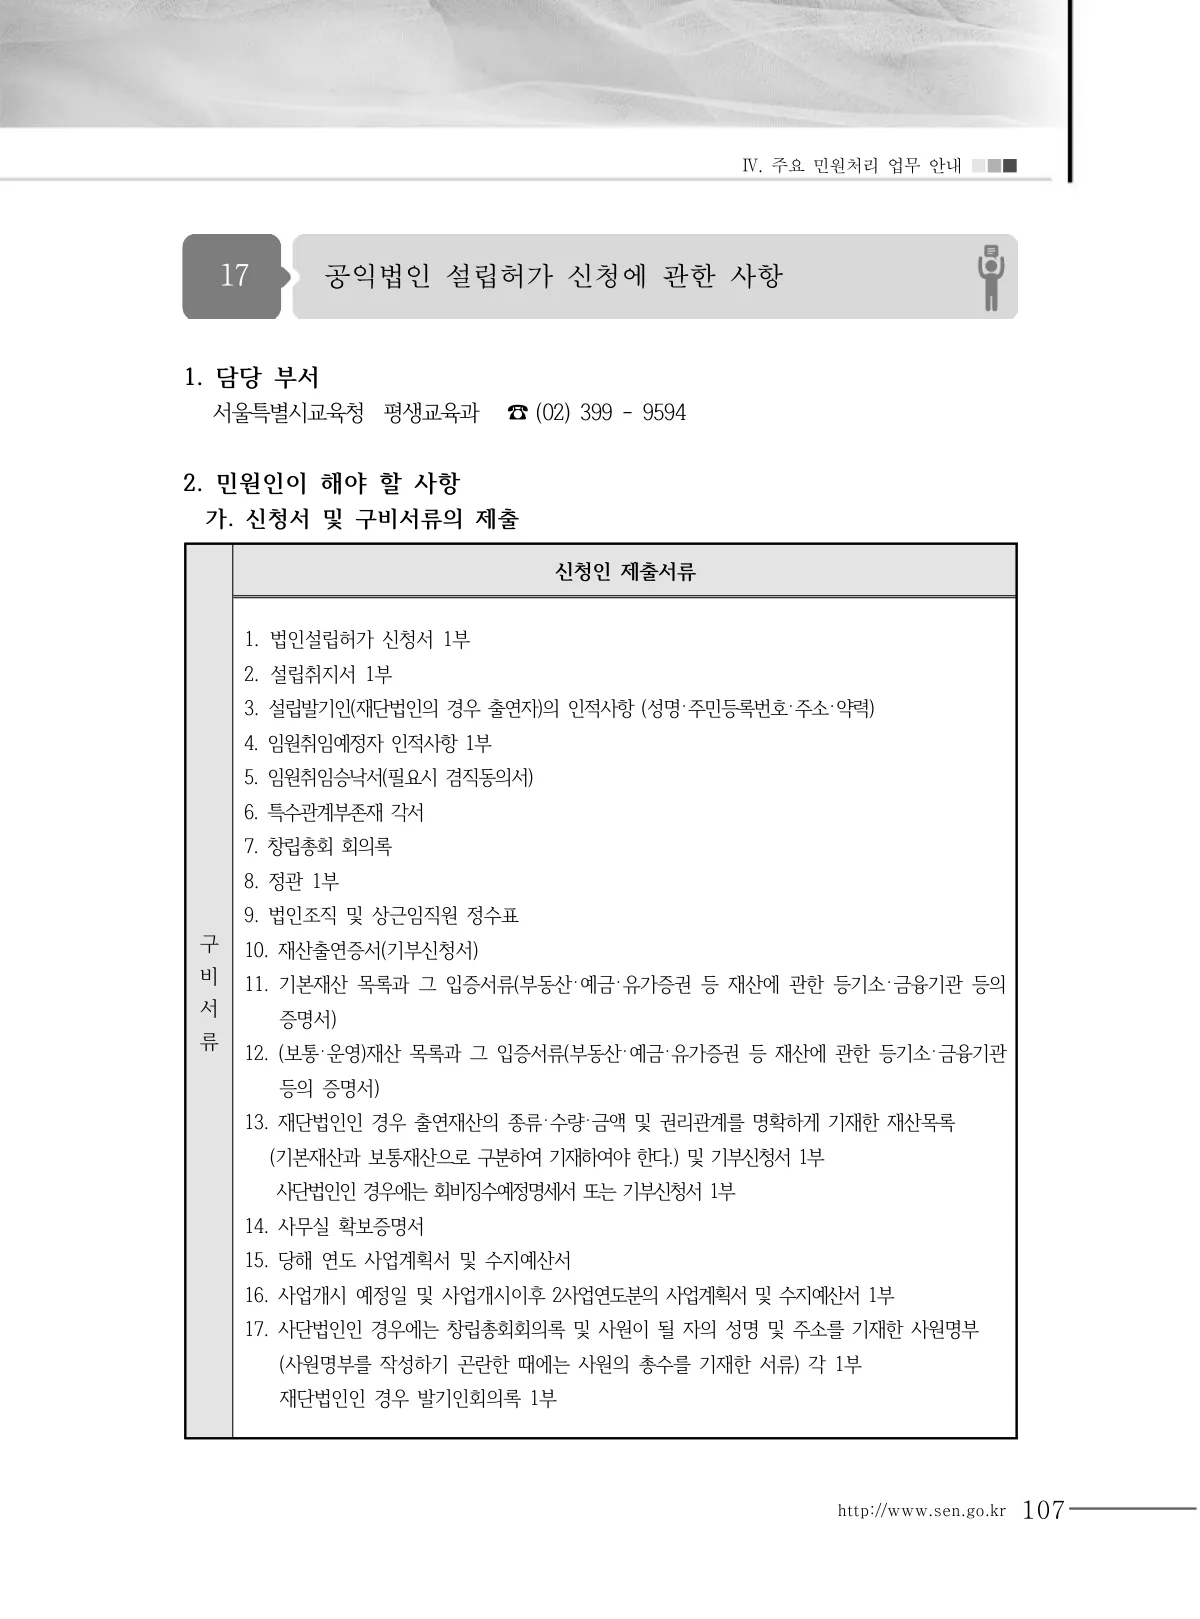 Ⅳ. 주요 민원처리 업무 안내
17 공익법인 설립허가 신청에 관한 사항
1. 담당 부서
서울특별시교육청 평생교육과 ☎ (02) 399 - 9594
2. 민원인이 해야 할 사항
가. 신청서 및 구비서류의 제출
구비서류
신청인 제출서류
1. 법인설립허가 신청서 1부
2. 설립취지서 1부
3. 설립발기인(재단법인의 경우 출연자)의 인적사항 (성명·주민등록번호·주소·약력)
4. 임원취임예정자 인적사항 1부
5. 임원취임승낙서(필요시 겸직동의서)
6. 특수관계부존재 각서
7. 창립총회 회의록
8. 정관 1부
9. 법인조직 및 상근임직원 정수표
10. 재산출연증서(기부신청서)
11. 기본재산 목록과 그 입증서류(부동산·예금·유가증권 등 재산에 관한 등기소·금융기관 등의
증명서)
12. (보통·운영)재산 목록과 그 입증서류(부동산·예금·유가증권 등 재산에 관한 등기소·금융기관
등의 증명서)
13. 재단법인인 경우 출연재산의 종류·수량·금액 및 권리관계를 명확하게 기재한 재산목록
(기본재산과 보통재산으로 구분하여 기재하여야 한다.) 및 기부신청서 1부
사단법인인 경우에는 회비징수예정명세서 또는 기부신청서 1부
14. 사무실 확보증명서
15. 당해 연도 사업계획서 및 수지예산서
16. 사업개시 예정일 및 사업개시이후 2사업연도분의 사업계획서 및 수지예산서 1부
17. 사단법인인 경우에는 창립총회회의록 및 사원이 될 자의 성명 및 주소를 기재한 사원명부
(사원명부를 작성하기 곤란한 때에는 사원의 총수를 기재한 서류) 각 1부
재단법인인 경우 발기인회의록 1부
http://www.sen.go.kr 107